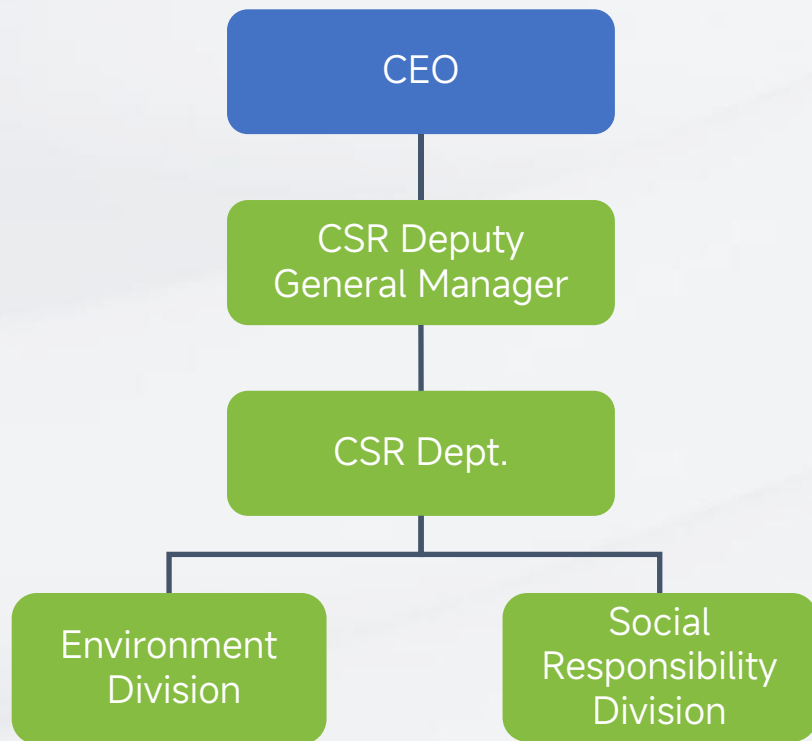 CEO
CSR Deputy
General Manager
CSR Dept.
Environment
Division
Social
Responsibility
Division